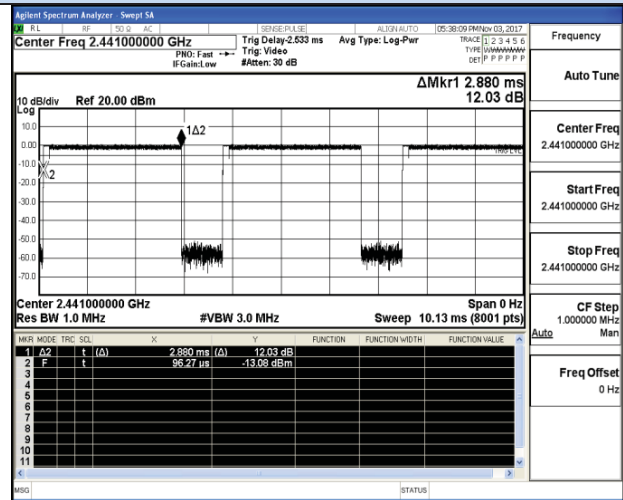 Agilent Spectrum Analyzer - Swept SA
RL RF 50 Ω AC SENSE:PULSE ALIGN AUTO 05:38:09 PM Nov 03, 2017
Center Freq 2.441000000 GHz
PNO: Fast
IFGain:Low
Trig Delay-2.533 ms
Trig: Video
#Atten: 30 dB
Avg Type: Log-Pwr
TRACE 1 2 3 4 5 6
TYPE WWWWWW
DET P P P P P P
ΔMkr1 2.880 ms
12.03 dB
10 dB/div Ref 20.00 dBm
Log
10.0
0.00
-10.0
-20.0
-30.0
-40.0
-50.0
-60.0
-70.0
1Δ2
2
TRIG LVL
Center 2.441000000 GHz Span 0 Hz
Res BW 1.0 MHz #VBW 3.0 MHz Sweep 10.13 ms (8001 pts)
MKR MODE TRC SCL X Y FUNCTION FUNCTION WIDTH FUNCTION VALUE
1 Δ2 t (Δ) 2.880 ms (Δ) 12.03 dB
2 F t 96.27 µs -13.08 dBm
3
4
5
6
7
8
9
10
11
MSG STATUS
Frequency
Auto Tune
Center Freq
2.441000000 GHz
Start Freq
2.441000000 GHz
Stop Freq
2.441000000 GHz
CF Step
1.000000 MHz
Auto Man
Freq Offset
0 Hz